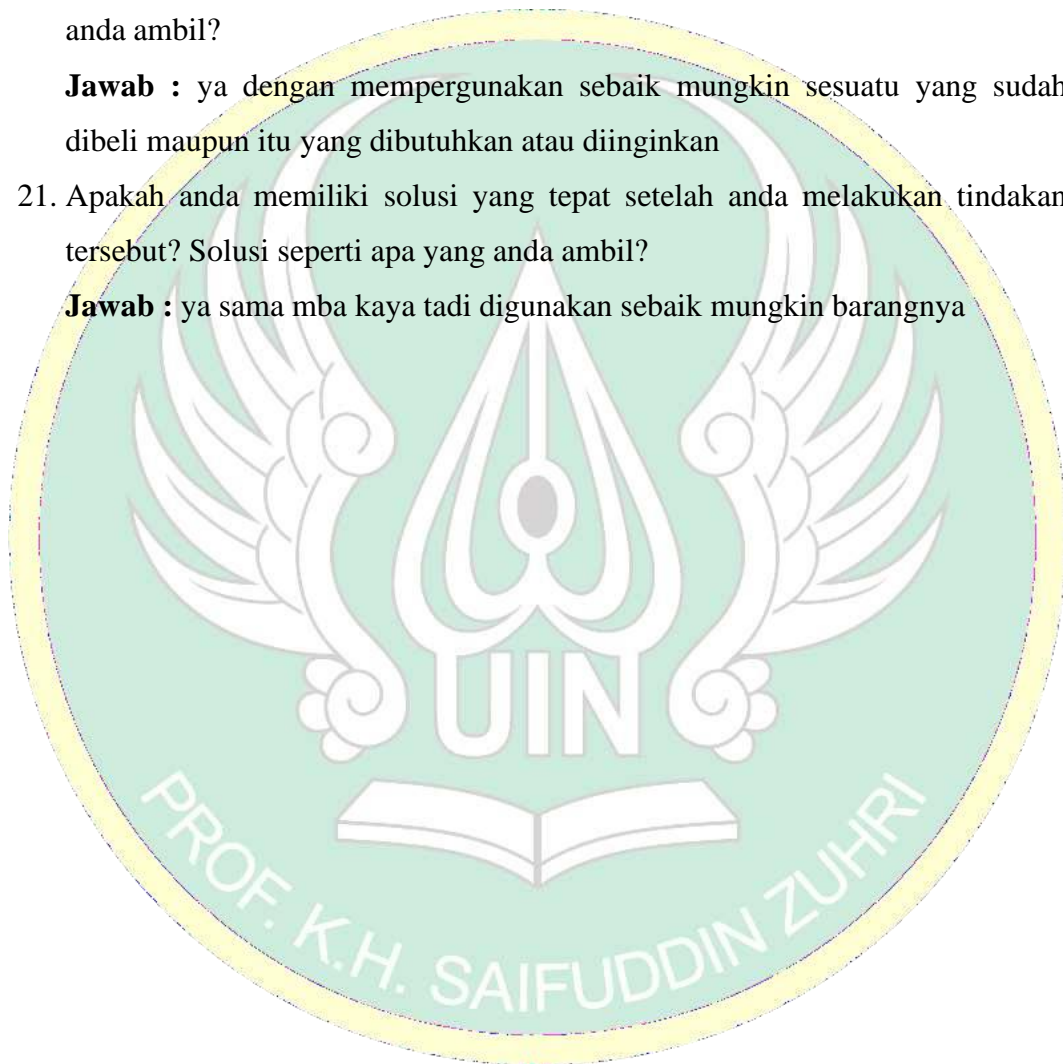 anda ambil?
Jawab : ya dengan mempergunakan sebaik mungkin sesuatu yang sudah
dibeli maupun itu yang dibutuhkan atau diinginkan
21. Apakah anda memiliki solusi yang tepat setelah anda melakukan tindakan
tersebut? Solusi seperti apa yang anda ambil?
Jawab : ya sama mba kaya tadi digunakan sebaik mungkin barangnya
UIN
PROF. K.H. SAIFUDDIN ZUHRI